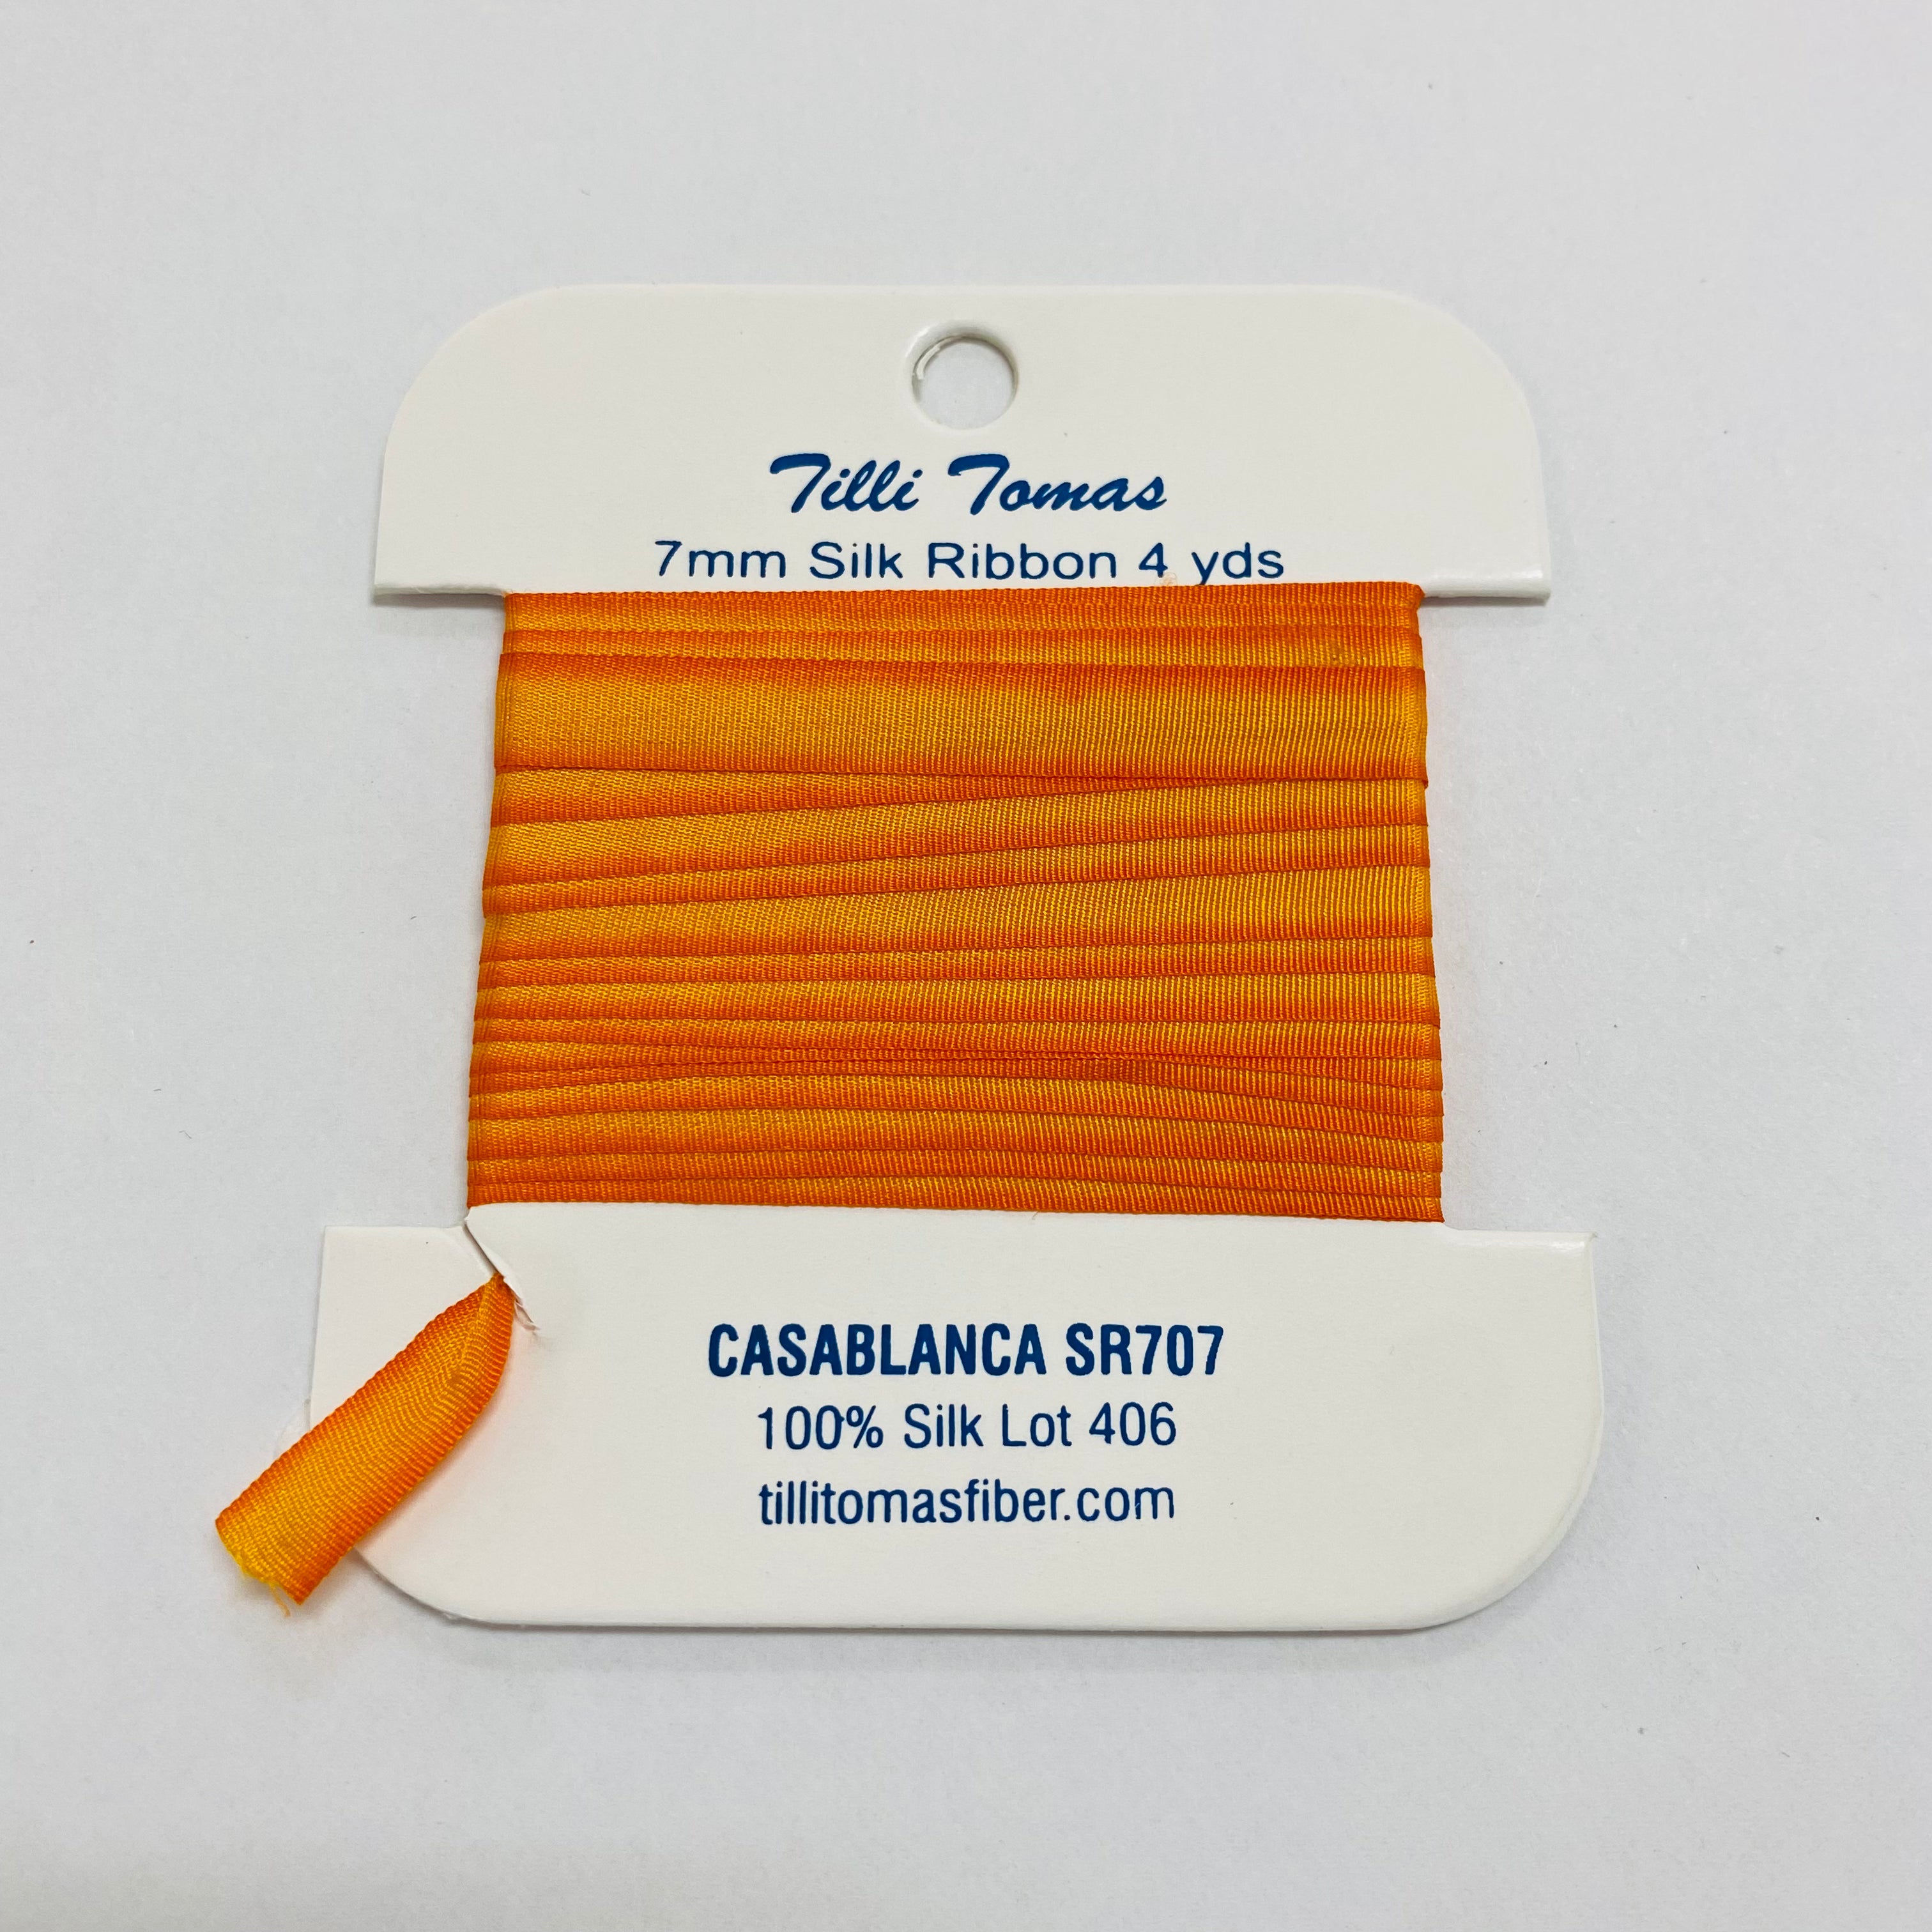 Tilli Tomas
7mm Silk Ribbon 4 yds
CASABLANCA SR707
100% Silk Lot 406
tillitomasfiber.com